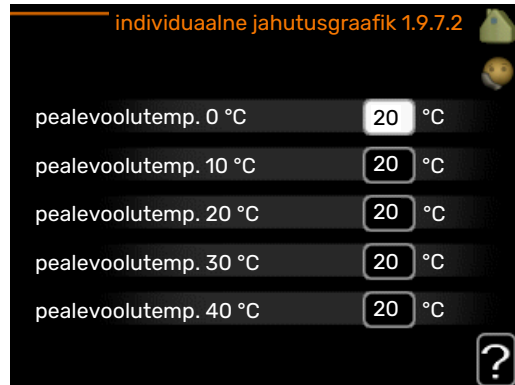 individuaalne jahutusgraafik 1.9.7.2
pealevoolutemp. 0 °C 20 °C
pealevoolutemp. 10 °C 20 °C
pealevoolutemp. 20 °C 20 °C
pealevoolutemp. 30 °C 20 °C
pealevoolutemp. 40 °C 20 °C
?